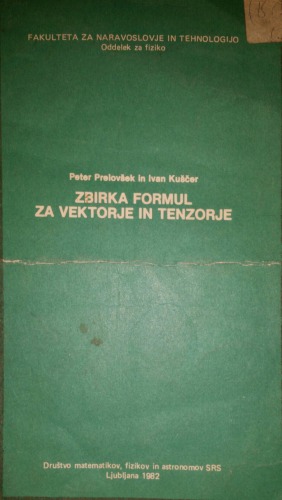 FAKULTETA ZA NARAVOSLOVJE IN TEHNOLOGIJO
Oddelek za fiziko
Peter Prelovšek in Ivan Kuščer
ZBIRKA FORMUL
ZA VEKTORJE IN TENZORJE
Društvo matematikov, fizikov in astronomov SRS
Ljubljana 1982